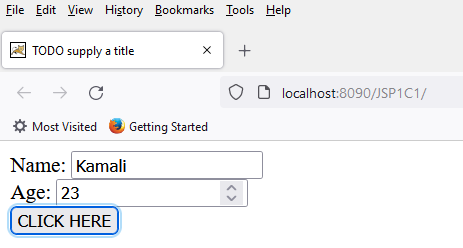 File Edit View History Bookmarks Tools Help
TODO supply a title
localhost:8090/JSP1C1/
Most Visited Getting Started
Name: Kamali
Age: 23
CLICK HERE